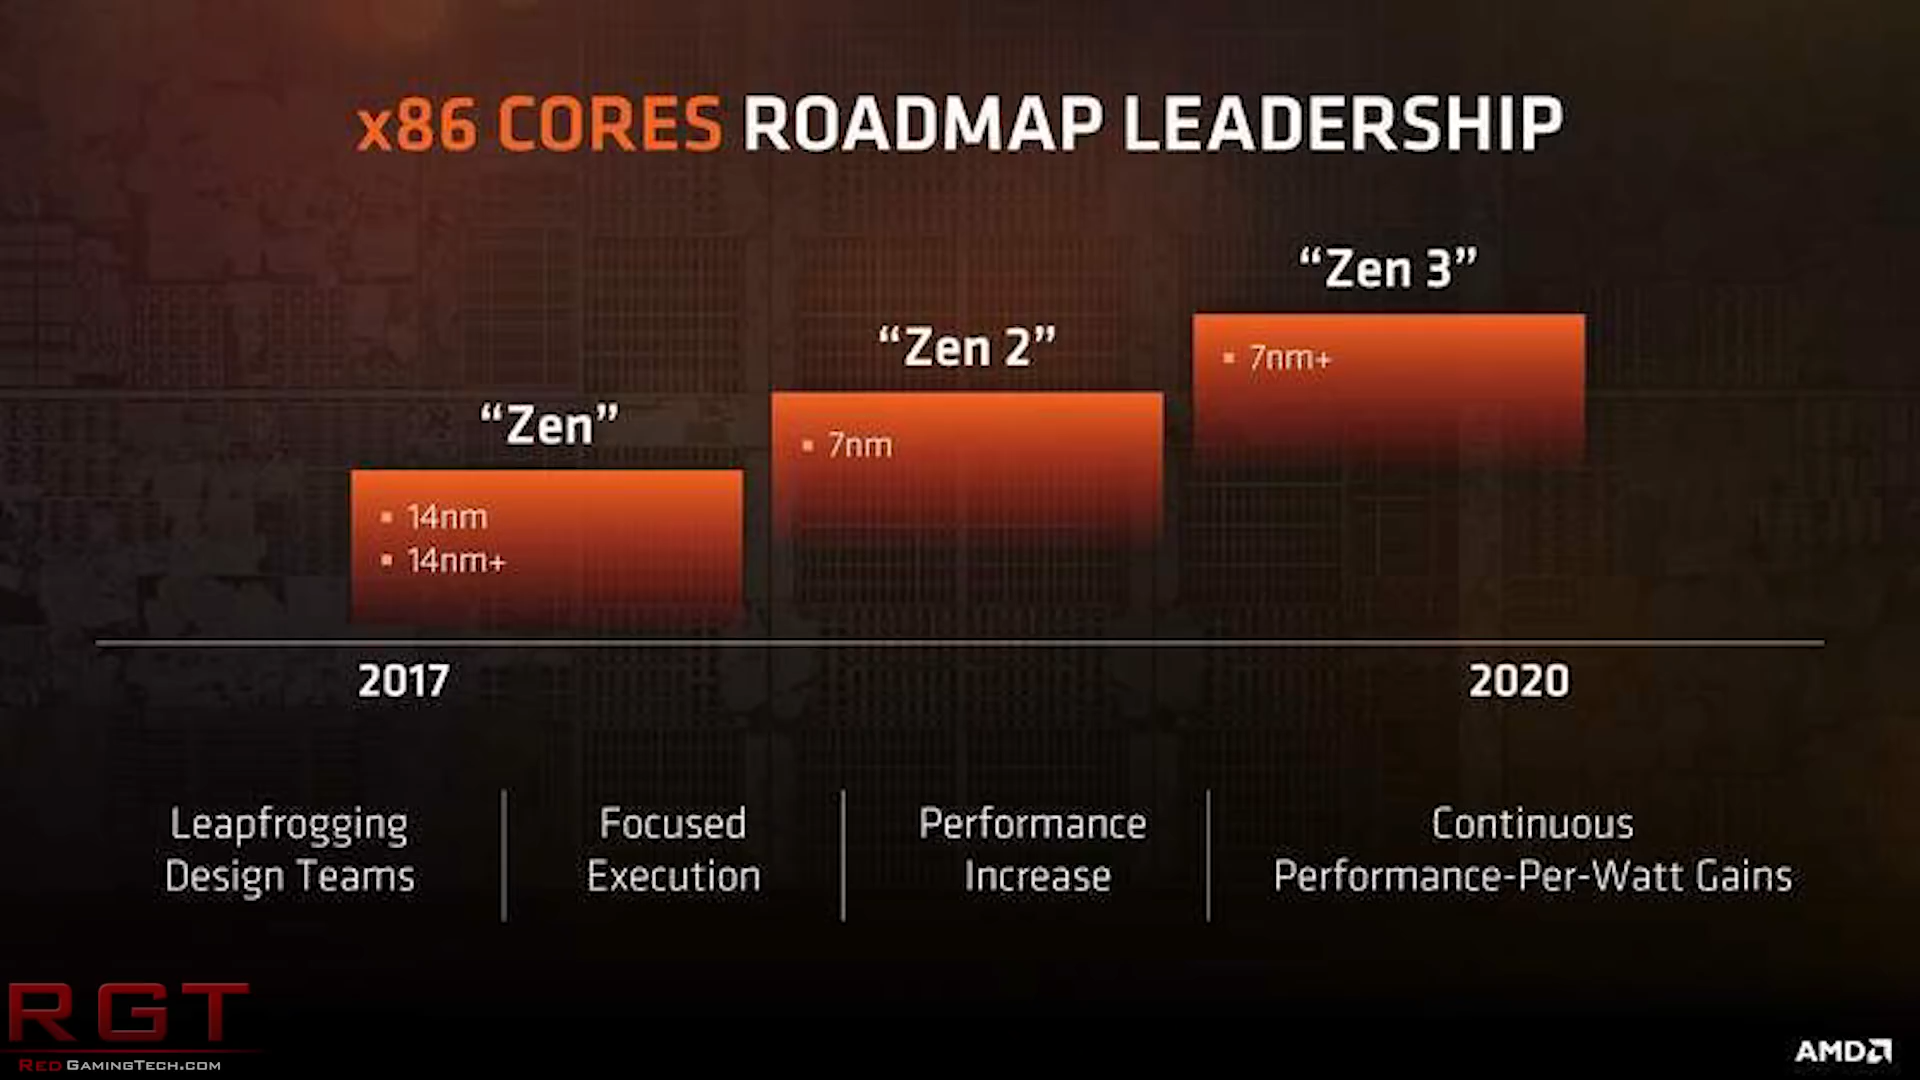 x86 CORES ROADMAP LEADERSHIP
“Zen”
▪ 14nm
▪ 14nm+
“Zen 2”
▪ 7nm
“Zen 3”
▪ 7nm+
2017
2020
Leapfrogging
Design Teams
Focused
Execution
Performance
Increase
Continuous
Performance-Per-Watt Gains
RGT
REDGAMINGTECH.COM
AMD